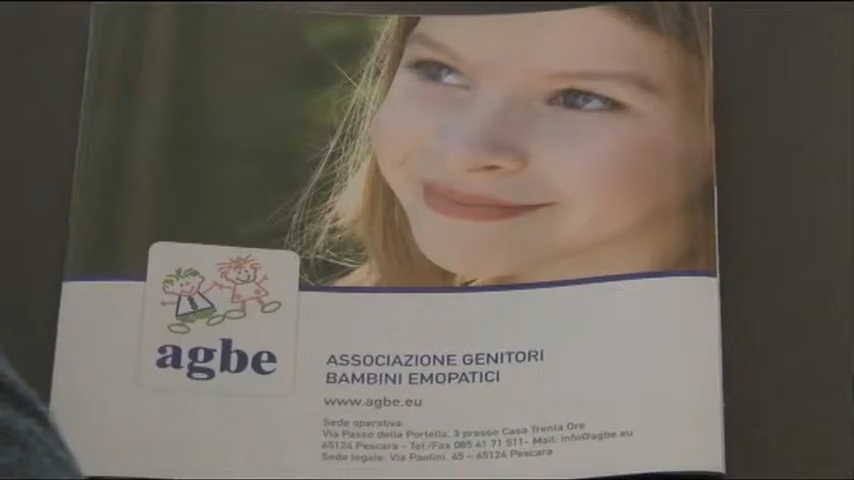 agbe
ASSOCIAZIONE GENITORI
BAMBINI EMOPATICI
www.agbe.eu
Sede operativa:
Via Passo della Portella, 3 presso Casa Trenta Ore
65124 Pescara - Tel./Fax 085 41 71 511 - Mail: info@agbe.eu
Sede legale: Via Paolini, 45 - 65124 Pescara